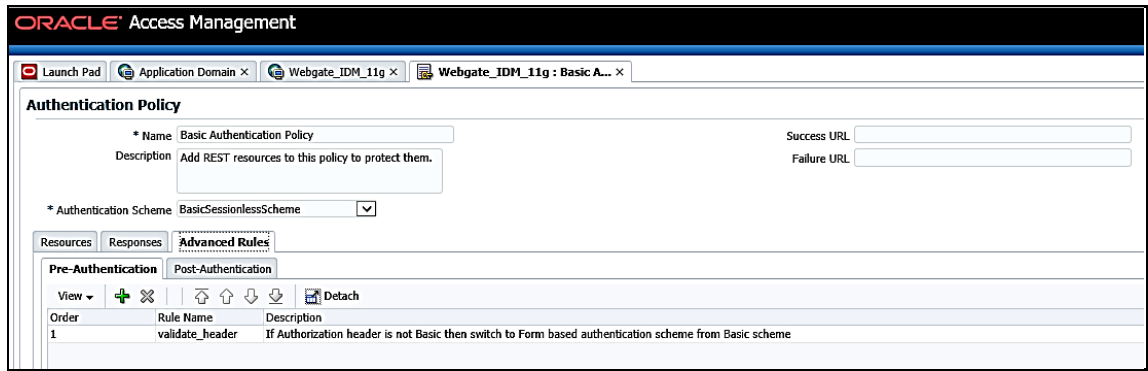 ORACLE Access Management
Launch Pad Application Domain × Webgate_IDM_11g × Webgate_IDM_11g : Basic A... ×
Authentication Policy
* Name Basic Authentication Policy Success URL
Description Add REST resources to this policy to protect them. Failure URL
* Authentication Scheme BasicSessionlessScheme
Resources Responses Advanced Rules
Pre-Authentication Post-Authentication
View Detach
Order Rule Name Description
1 validate_header If Authorization header is not Basic then switch to Form based authentication scheme from Basic scheme